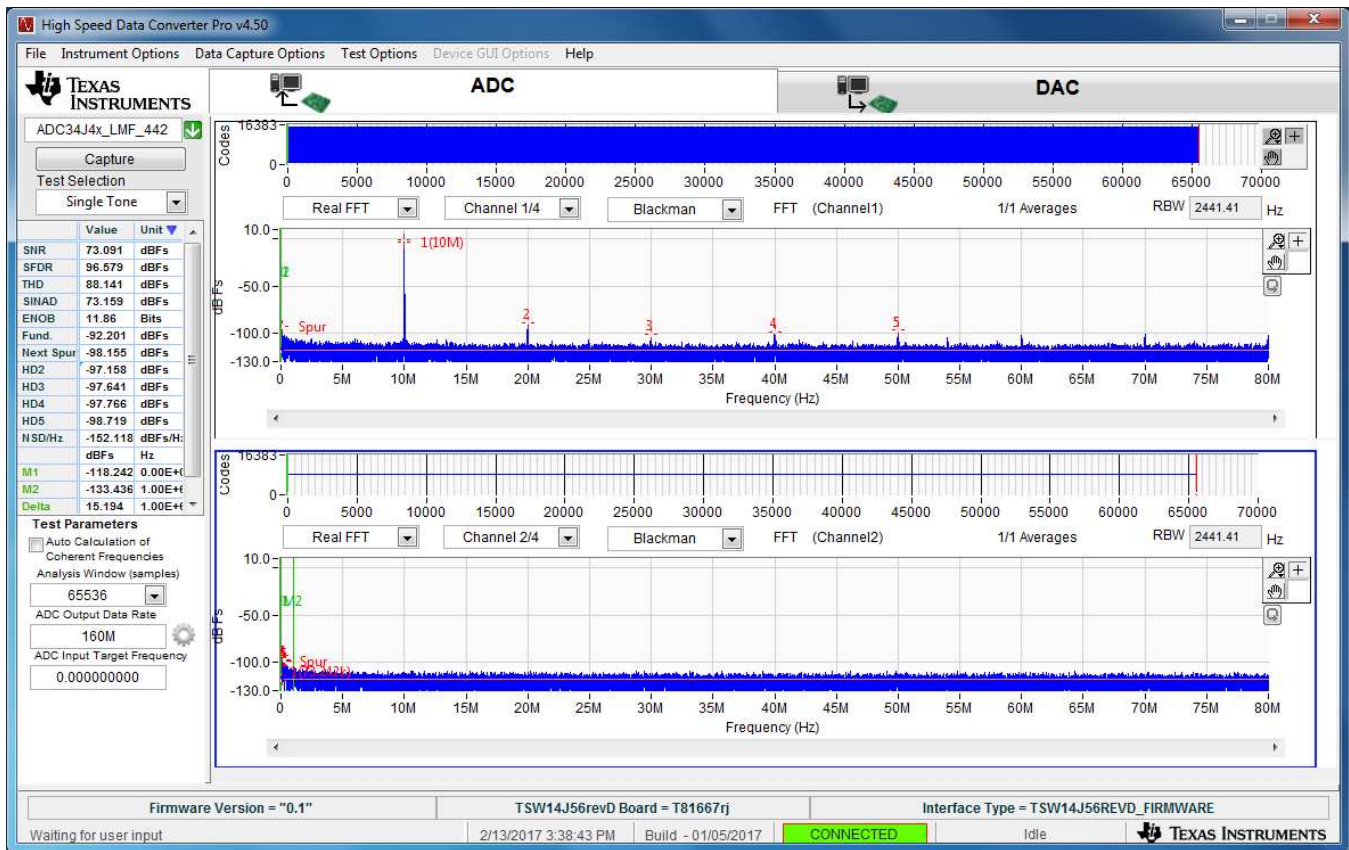 High Speed Data Converter Pro v4.50
File Instrument Options Data Capture Options Test Options Device GUI Options Help
TEXAS INSTRUMENTS
ADC
DAC
ADC34J4x_LMF_442
Capture
Test Selection
Single Tone
Value Unit
SNR 73.091 dBFs
SFDR 96.579 dBFs
THD 88.141 dBFs
SINAD 73.159 dBFs
ENOB 11.86 Bits
Fund. -92.201 dBFs
Next Spur -98.155 dBFs
HD2 -97.158 dBFs
HD3 -97.641 dBFs
HD4 -97.766 dBFs
HD5 -98.719 dBFs
NSD/Hz -152.118 dBFs/H:
dBFs Hz
M1 -118.242 0.00E+(
M2 -133.436 1.00E+6
Delta 15.194 1.00E+6
Test Parameters
Auto Calculation of
Coherent Frequencies
Analysis Window (samples)
65536
ADC Output Data Rate
160M
ADC Input Target Frequency
0.000000000
Codes
16383
0
0 5000 10000 15000 20000 25000 30000 35000 40000 45000 50000 55000 60000 65000 70000
Real FFT Channel 1/4 Blackman FFT (Channel1) 1/1 Averages RBW 2441.41 Hz
dB Fs
10.0
-50.0
-100.0
-130.0
1(10M)
Spur
2
3
4
5
0 5M 10M 15M 20M 25M 30M 35M 40M 45M 50M 55M 60M 65M 70M 75M 80M
Frequency (Hz)
Codes
16383
0
0 5000 10000 15000 20000 25000 30000 35000 40000 45000 50000 55000 60000 65000 70000
Real FFT Channel 2/4 Blackman FFT (Channel2) 1/1 Averages RBW 2441.41 Hz
dB Fs
10.0
-50.0
-100.0
-130.0
M2
Spur
0 5M 10M 15M 20M 25M 30M 35M 40M 45M 50M 55M 60M 65M 70M 75M 80M
Frequency (Hz)
Firmware Version = "0.1" TSW14J56revD Board = T81667rj Interface Type = TSW14J56REVD_FIRMWARE
Waiting for user input 2/13/2017 3:38:43 PM Build - 01/05/2017 CONNECTED Idle TEXAS INSTRUMENTS